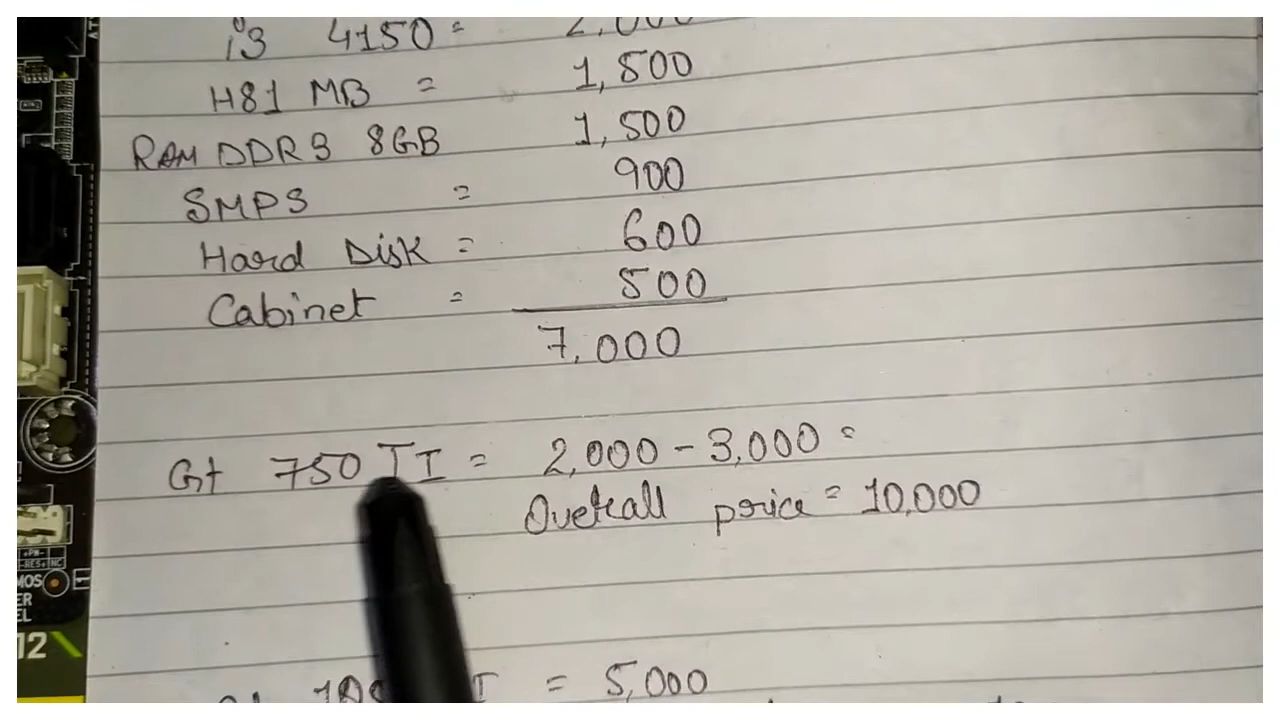 i3 4150 =
H81 MB = 1,500
RAM DDR3 8GB 1,500
SMPS = 900
Hard Disk = 600
Cabinet = 500
7,000
Gt 750 TI = 2,000 - 3,000 =
Overall price = 10,000
= 5,000
12